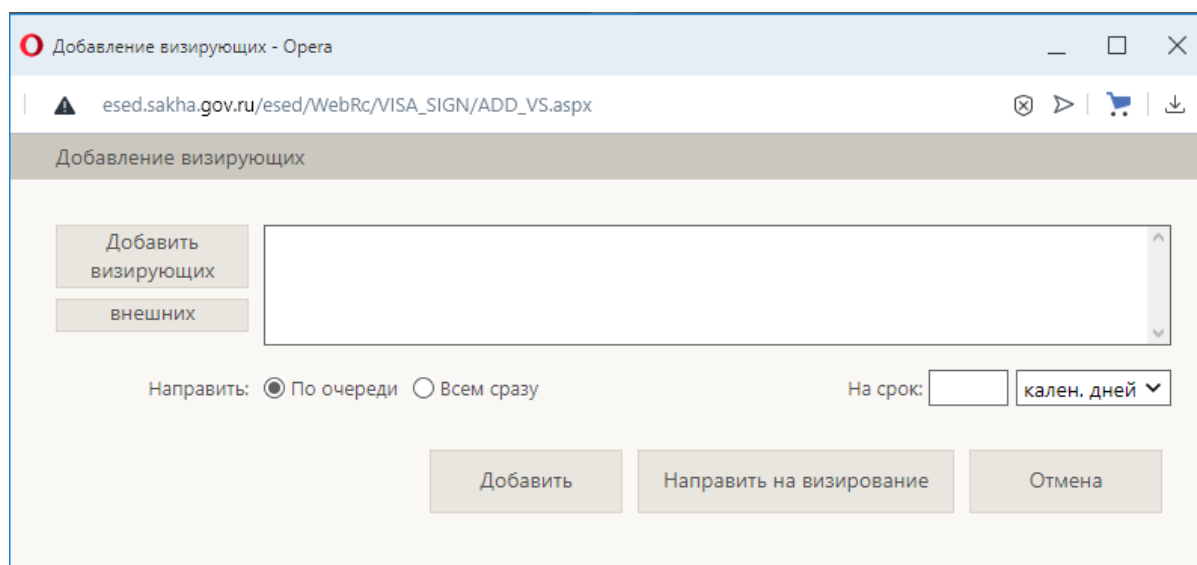 Добавление визирующих - Opera
esed.sakha.gov.ru/esed/WebRc/VISA_SIGN/ADD_VS.aspx
Добавление визирующих
Добавить
визирующих
внешних
Направить: По очереди Всем сразу На срок: кален. дней
Добавить Направить на визирование Отмена